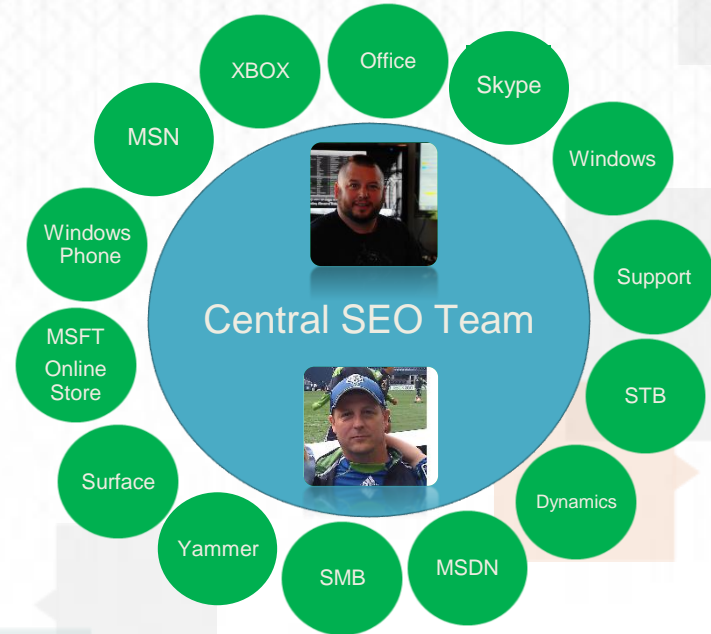 Office
XBOX
Skype
MSN
Windows
Windows
Phone
Support
Central SEO Team
MSFT
Online
Store
STB
Surface
Dynamics
Yammer
MSDN
SMB